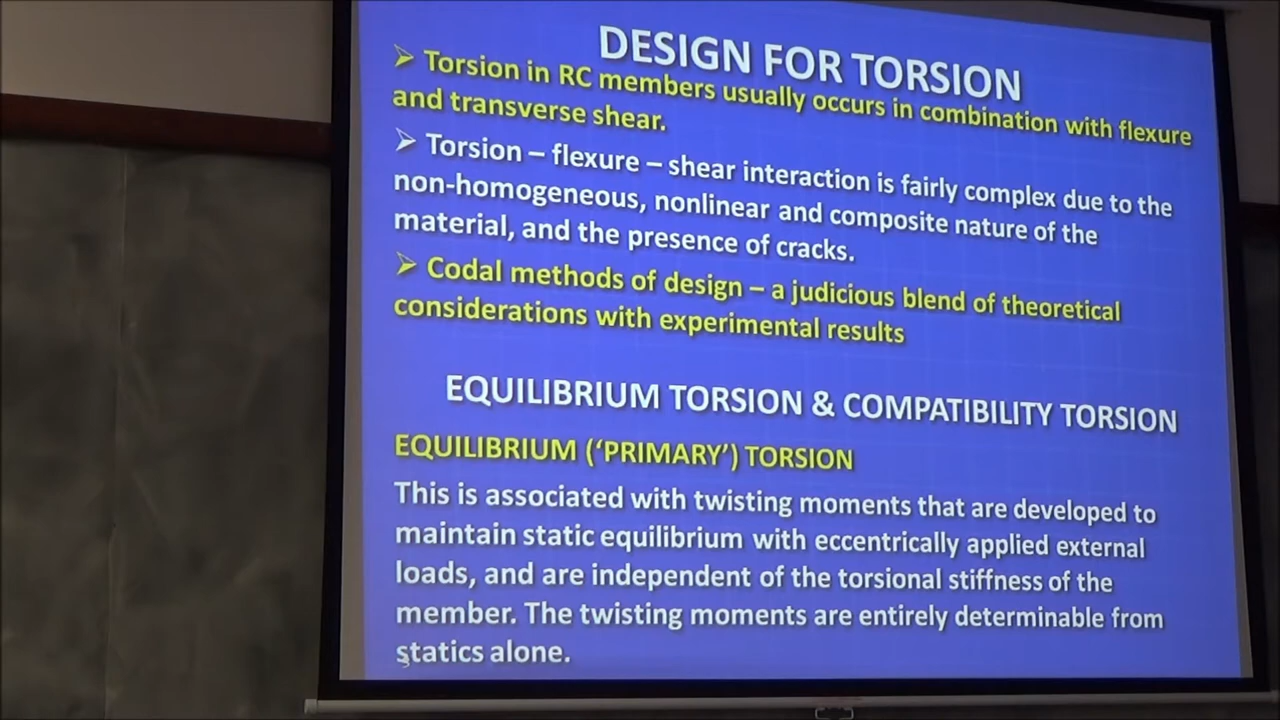 DESIGN FOR TORSION
➢ Torsion in RC members usually occurs in combination with flexure
and transverse shear.
➢ Torsion – flexure – shear interaction is fairly complex due to the
non-homogeneous, nonlinear and composite nature of the
material, and the presence of cracks.
➢ Codal methods of design – a judicious blend of theoretical
considerations with experimental results
EQUILIBRIUM TORSION & COMPATIBILITY TORSION
EQUILIBRIUM (‘PRIMARY’) TORSION
This is associated with twisting moments that are developed to
maintain static equilibrium with eccentrically applied external
loads, and are independent of the torsional stiffness of the
member. The twisting moments are entirely determinable from
statics alone.
3